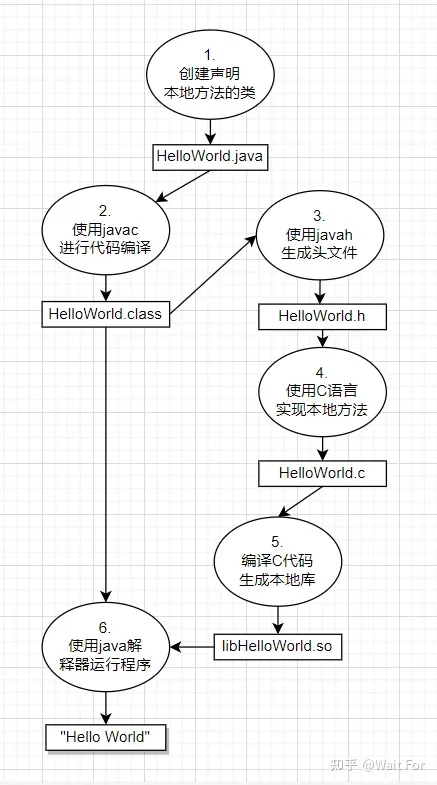 1.
创建声明
本地方法的类
HelloWorld.java
2.
使用javac
进行代码编译
HelloWorld.class
3.
使用javah
生成头文件
HelloWorld.h
4.
使用C语言
实现本地方法
HelloWorld.c
5.
编译C代码
生成本地库
libHelloWorld.so
6.
使用java解
释器运行程序
"Hello World"
知乎 @Wait For